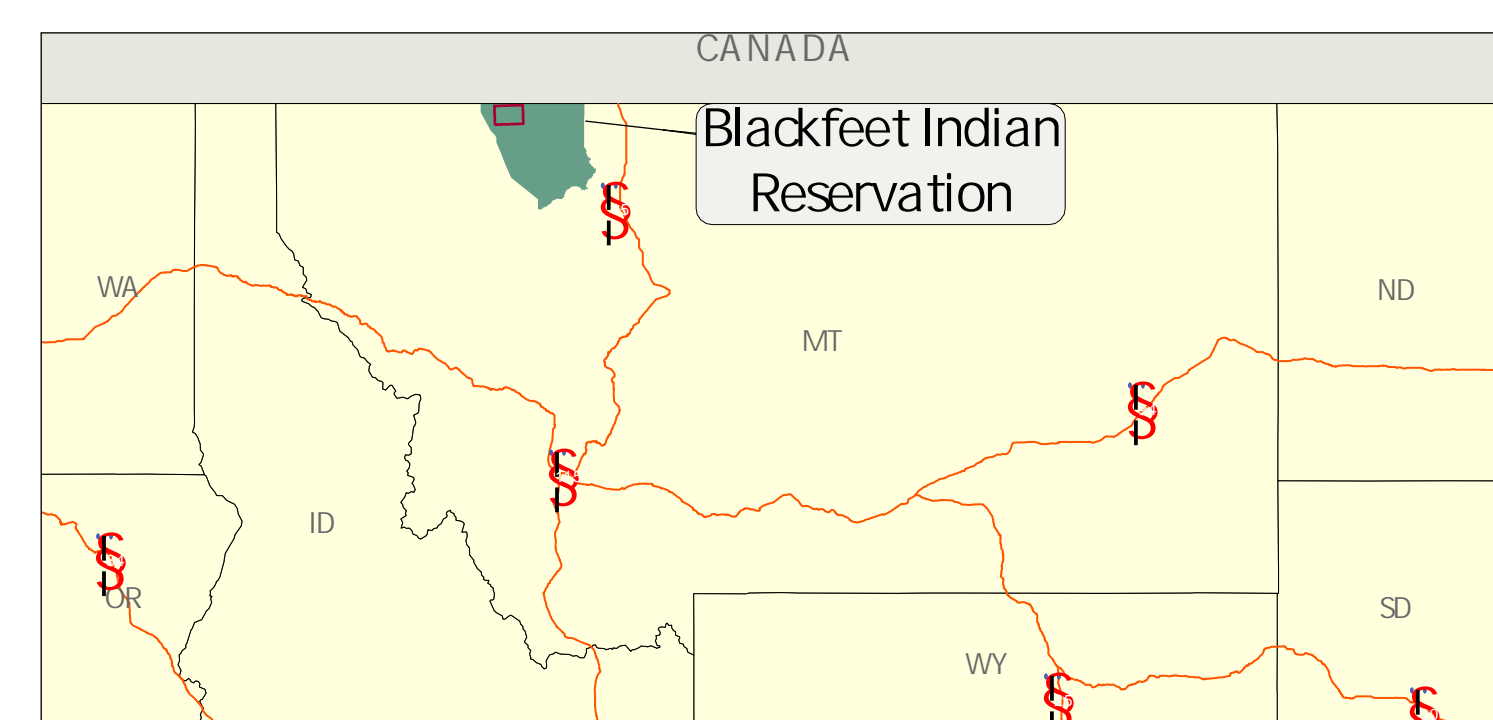 CANADA
Blackfeet Indian
Reservation
WA
ND
MT
ID
OR
SD
WY